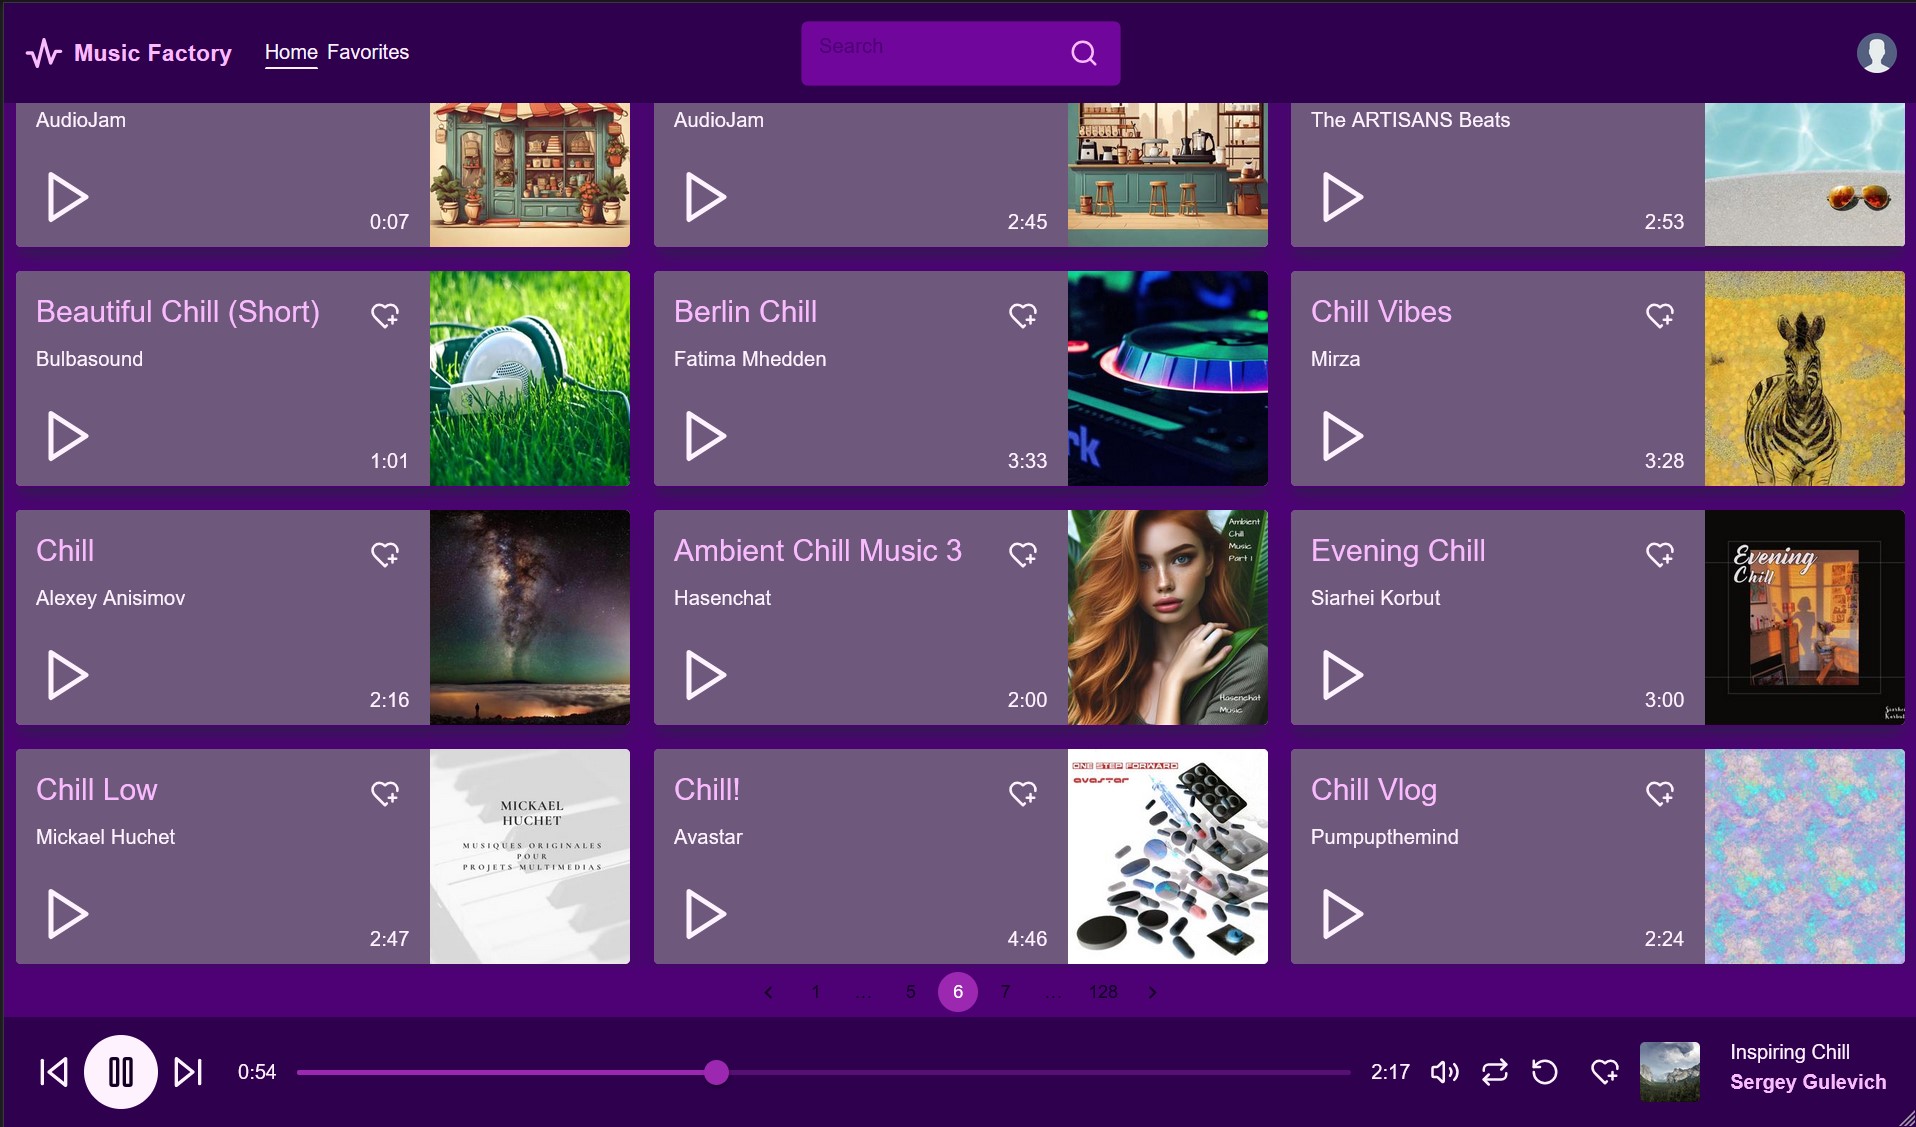 Music Factory
Home
Favorites
Search
AudioJam
0:07
AudioJam
2:45
The ARTISANS Beats
2:53
Beautiful Chill (Short)
Bulbasound
1:01
Berlin Chill
Fatima Mhedden
3:33
rk
Chill Vibes
Mirza
3:28
Chill
Alexey Anisimov
2:16
Ambient Chill Music 3
Hasenchat
2:00
Ambient
Chill
Music
Part 1
Hasenchat
Music
Evening Chill
Siarhei Korbut
3:00
Evening
Chill
Siarhei
Korbut
Chill Low
Mickael Huchet
2:47
MICKAEL
HUCHET
MUSIQUES ORIGINALES
POUR
PROJETS MULTIMEDIAS
Chill!
Avastar
4:46
ONE STEP FORWARD
avastar
Chill Vlog
Pumpupthemind
2:24
1 ... 5 6 7 ... 128
0:54
2:17
Inspiring Chill
Sergey Gulevich